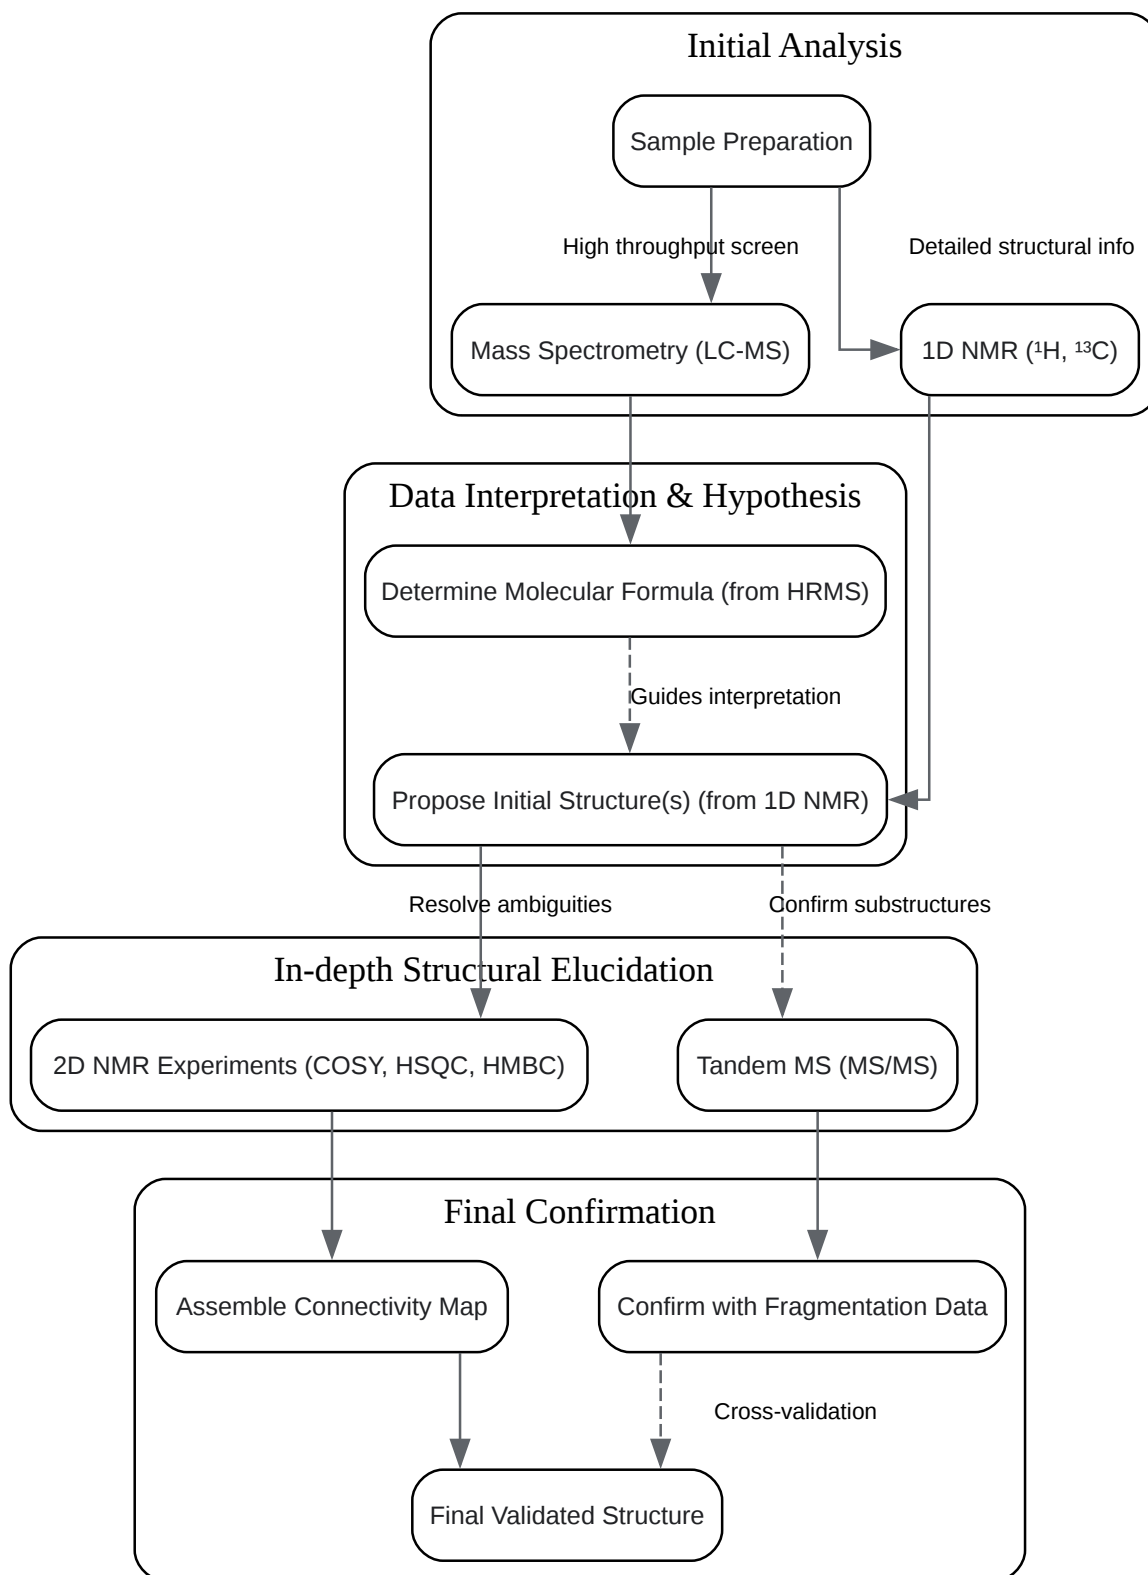 Initial Analysis
Sample Preparation
High throughput screen
Detailed structural info
Mass Spectrometry (LC-MS)
1D NMR (¹H, ¹³C)
Data Interpretation & Hypothesis
Determine Molecular Formula (from HRMS)
Guides interpretation
Propose Initial Structure(s) (from 1D NMR)
Resolve ambiguities
Confirm substructures
In-depth Structural Elucidation
2D NMR Experiments (COSY, HSQC, HMBC)
Tandem MS (MS/MS)
Final Confirmation
Assemble Connectivity Map
Confirm with Fragmentation Data
Cross-validation
Final Validated Structure